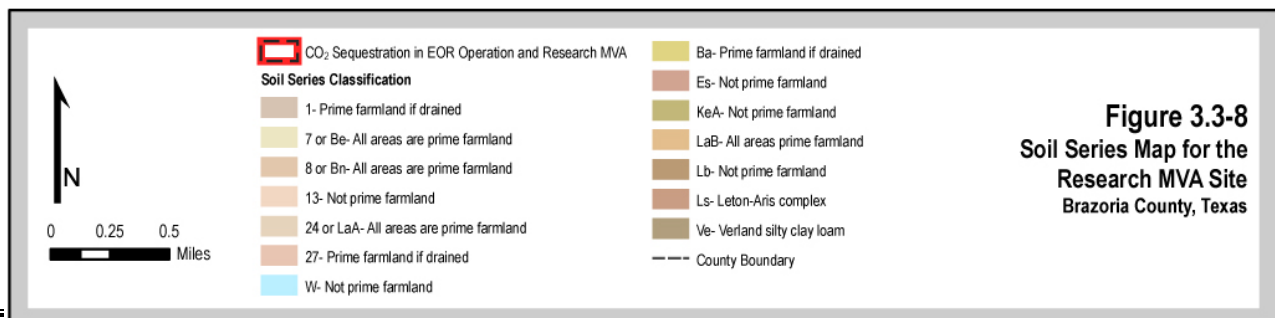 N
0 0.25 0.5
Miles
CO₂ Sequestration in EOR Operation and Research MVA
Soil Series Classification
1- Prime farmland if drained
7 or Be- All areas are prime farmland
8 or Bn- All areas are prime farmland
13- Not prime farmland
24 or LaA- All areas are prime farmland
27- Prime farmland if drained
W- Not prime farmland
Ba- Prime farmland if drained
Es- Not prime farmland
KeA- Not prime farmland
LaB- All areas prime farmland
Lb- Not prime farmland
Ls- Leton-Aris complex
Ve- Verland silty clay loam
County Boundary
Figure 3.3-8
Soil Series Map for the
Research MVA Site
Brazoria County, Texas